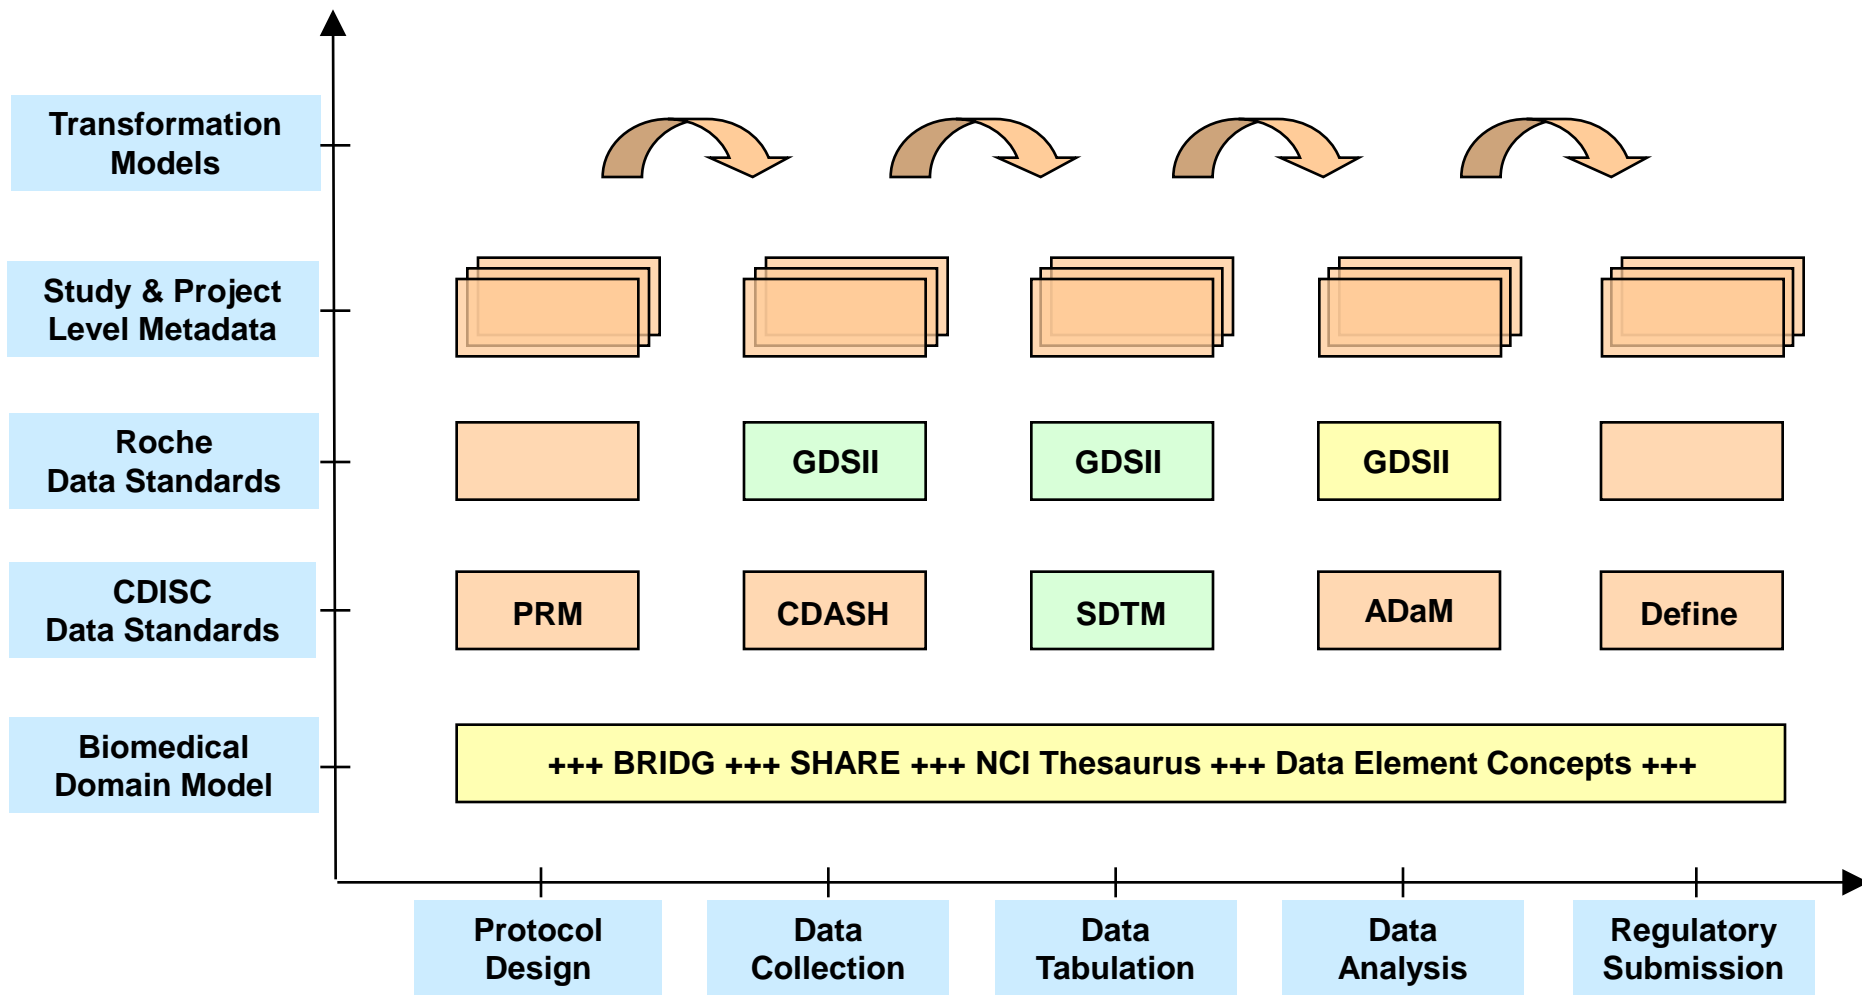 Transformation
Models
Study & Project
Level Metadata
Roche
Data Standards
GDSII
GDSII
GDSII
CDISC
Data Standards
PRM
CDASH
SDTM
ADaM
Define
Biomedical
Domain Model
+++ BRIDG +++ SHARE +++ NCI Thesaurus +++ Data Element Concepts +++
Protocol
Design
Data
Collection
Data
Tabulation
Data
Analysis
Regulatory
Submission